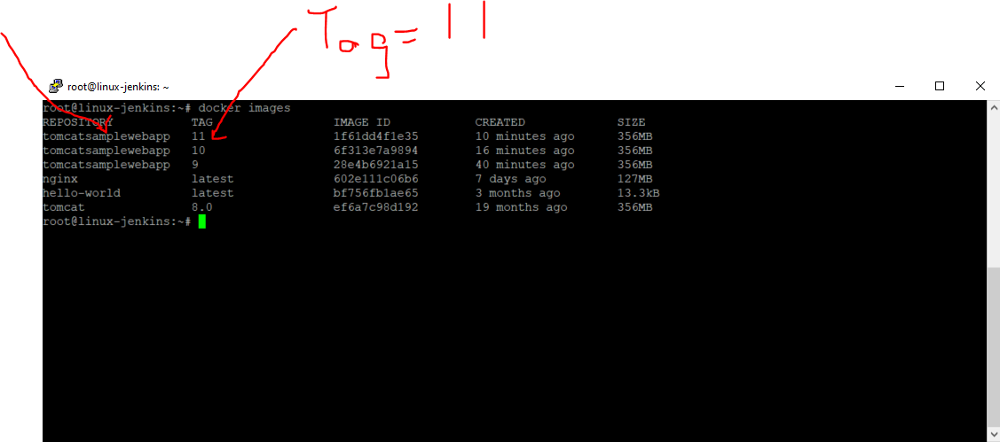 Tag= 11
root@linux-jenkins: ~
root@linux-jenkins:~# docker images
REPOSITORY TAG IMAGE ID CREATED SIZE
tomcatsamplewebapp 11 1f61dd4f1e35 10 minutes ago 356MB
tomcatsamplewebapp 10 6f313e7a9894 16 minutes ago 356MB
tomcatsamplewebapp 9 28e4b6921a15 40 minutes ago 356MB
nginx latest 602e111c06b6 7 days ago 127MB
hello-world latest bf756fb1ae65 3 months ago 13.3kB
tomcat 8.0 ef6a7c98d192 19 months ago 356MB
root@linux-jenkins:~#